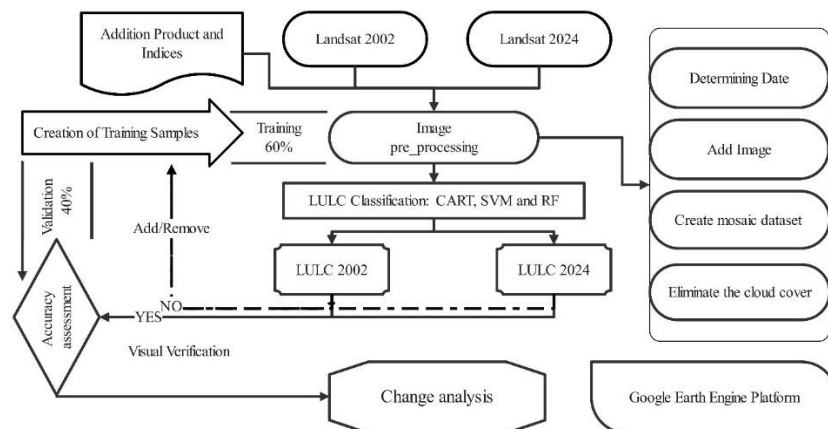 Addition Product and
Indices
Landsat 2002
Landsat 2024
Determining Date
Creation of Training Samples
Training
60%
Image
pre_processing
Add Image
Validation
40%
Add/Remove
LULC Classification: CART, SVM and RF
Create mosaic dataset
LULC 2002
LULC 2024
Eliminate the cloud cover
NO
YES
Accuracy
assessment
Visual Verification
Change analysis
Google Earth Engine Platform